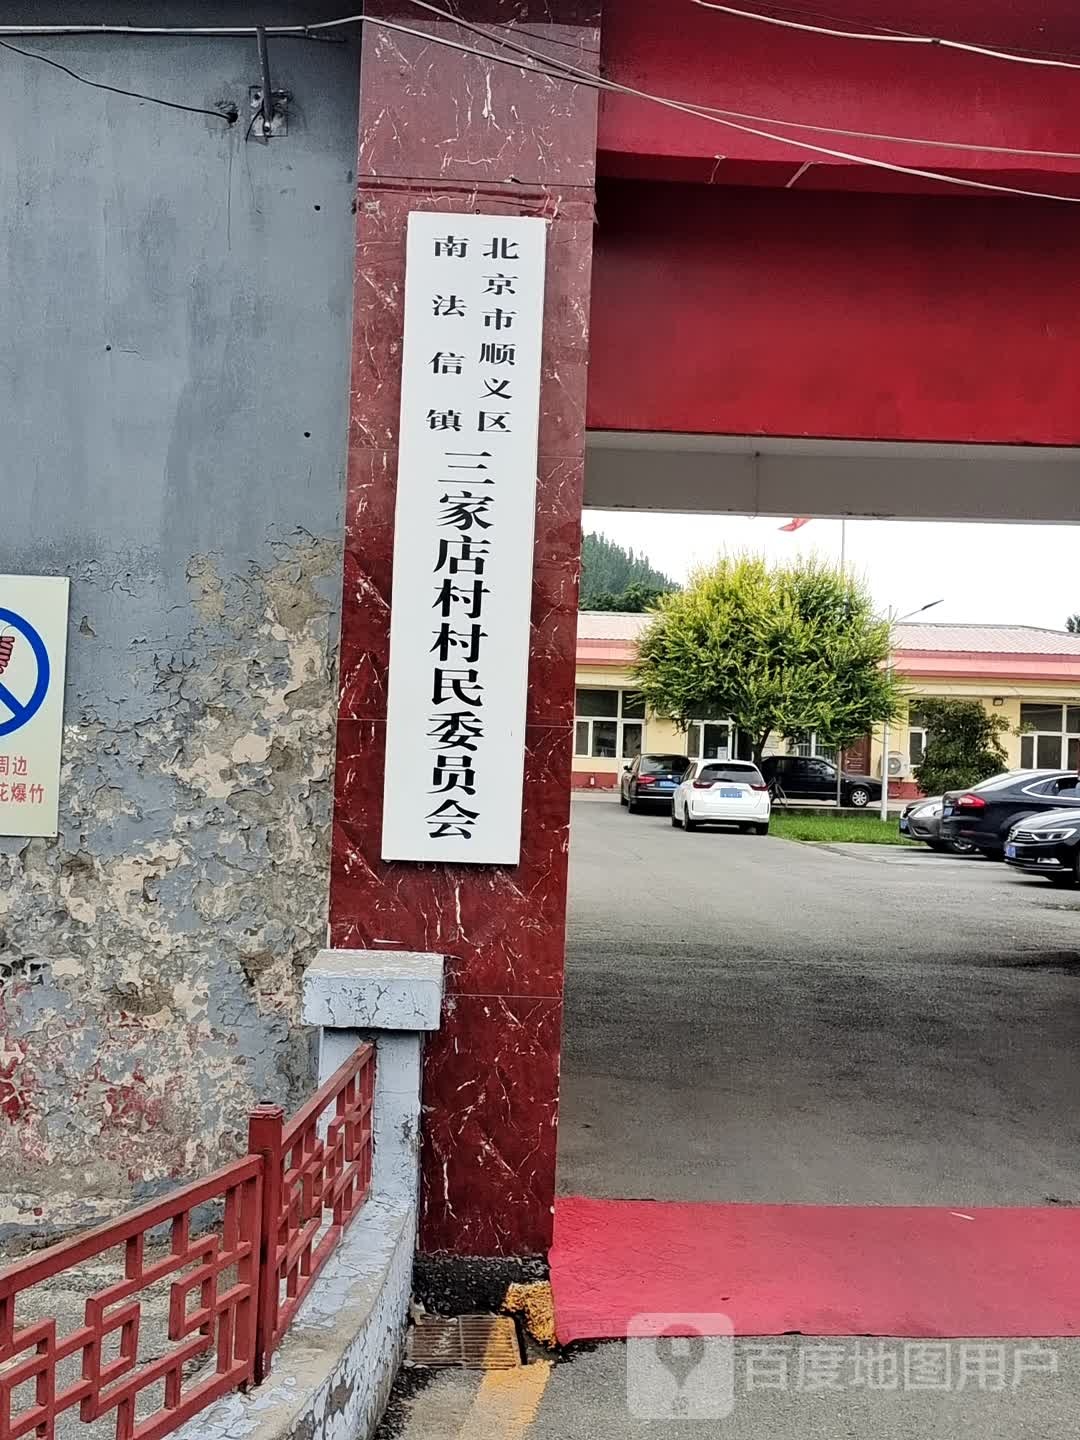 北京市顺义区
南法信镇
三家店村村民委员会
周边
花爆竹
百度地图用户